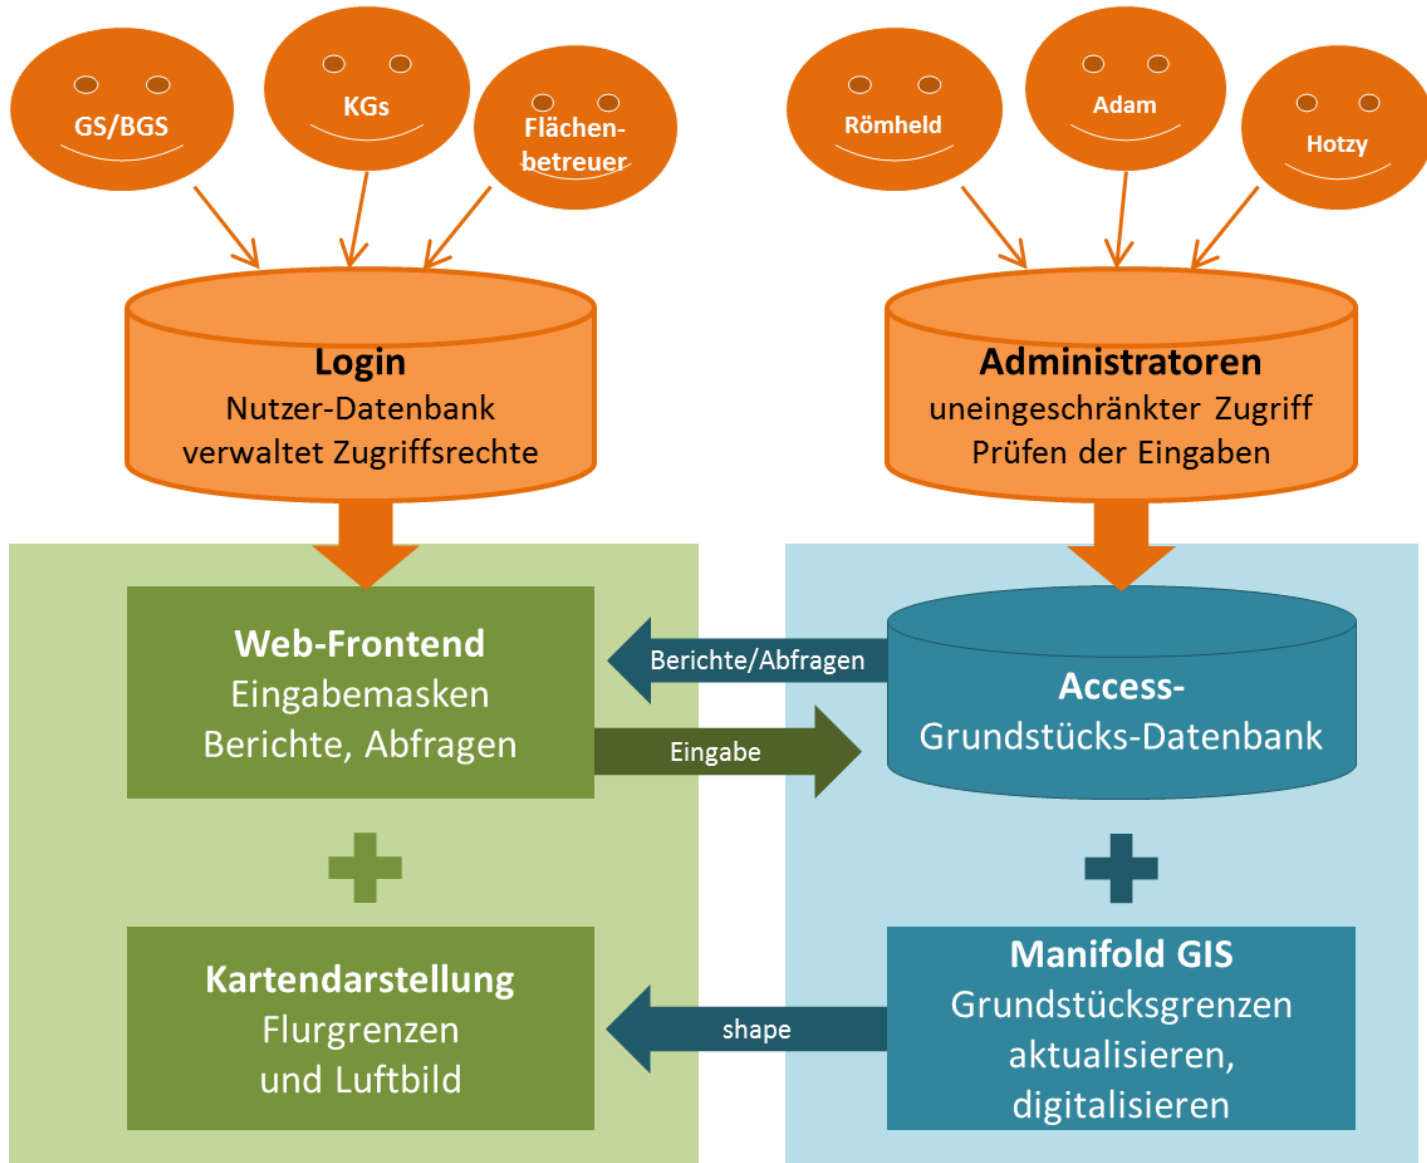 GS/BGS
KGs
Flächen-
betreuer
Römheld
Adam
Hotzy
Login
Nutzer-Datenbank
verwaltet Zugriffsrechte
Administratoren
uneingeschränkter Zugriff
Prüfen der Eingaben
Web-Frontend
Eingabemasken
Berichte, Abfragen
Berichte/Abfragen
Eingabe
Access-
Grundstücks-Datenbank
Kartendarstellung
Flurgrenzen
und Luftbild
shape
Manifold GIS
Grundstücksgrenzen
aktualisieren,
digitalisieren